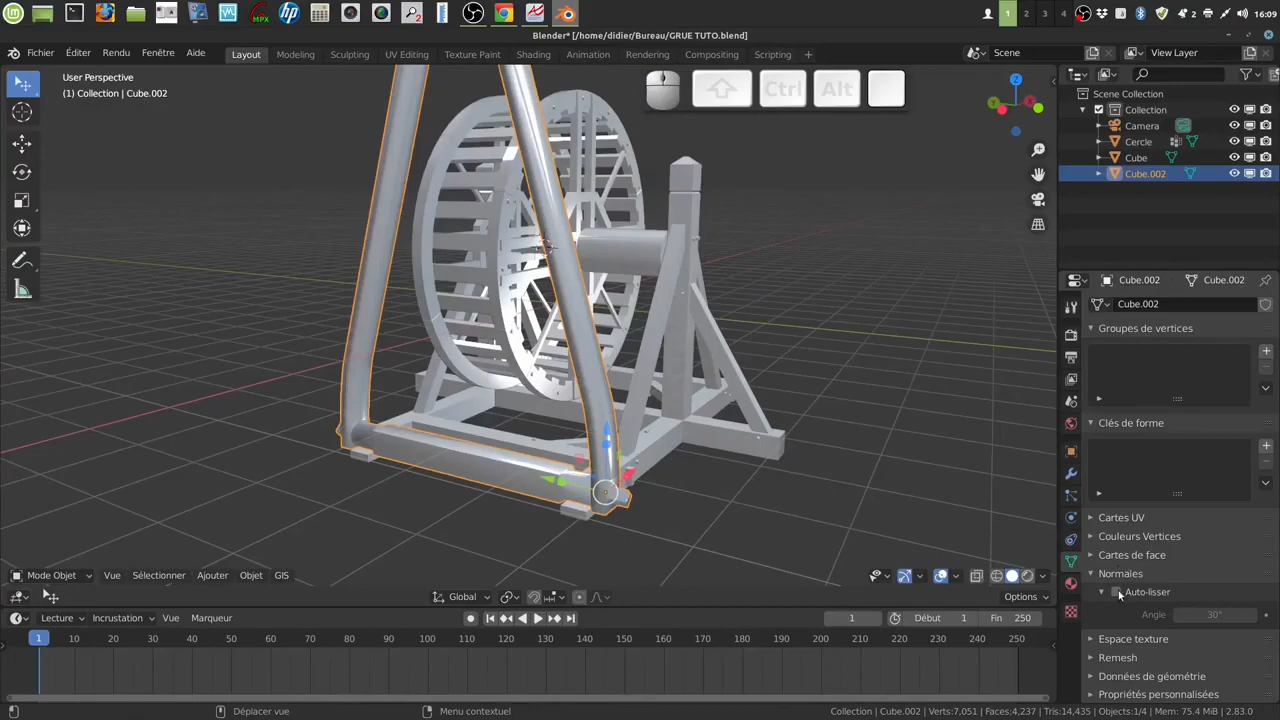 16:09
1 2 3 4
MPX
hp
Blender* [/home/didier/Bureau/GRUE TUTO.blend]
Fichier Éditer Rendu Fenêtre Aide Layout Modeling Sculpting UV Editing Texture Paint Shading Animation Rendering Compositing Scripting + Scene View Layer
User Perspective
(1) Collection | Cube.002
Ctrl Alt
Z
Y
Scene Collection
Collection
Camera
Cercle
Cube
Cube.002
Cube.002 Cube.002
Cube.002
Groupes de vertices
Clés de forme
Cartes UV
Couleurs Vertices
Cartes de face
Normales
Auto-lisser
Angle 30°
Espace texture
Remesh
Données de géométrie
Propriétés personnalisées
Mode Objet Vue Sélectionner Ajouter Objet GIS
Global Options
Lecture Incrustation Vue Marqueur 1 Début 1 Fin 250
1 10 20 30 40 50 60 70 80 90 100 110 120 130 140 150 160 170 180 190 200 210 220 230 240 250
Déplacer vue Menu contextuel Collection | Cube.002 | Verts:7,051 | Faces:4,237 | Tris:14,435 | Objects:1/4 | Mem: 75.4 MiB | 2.83.0